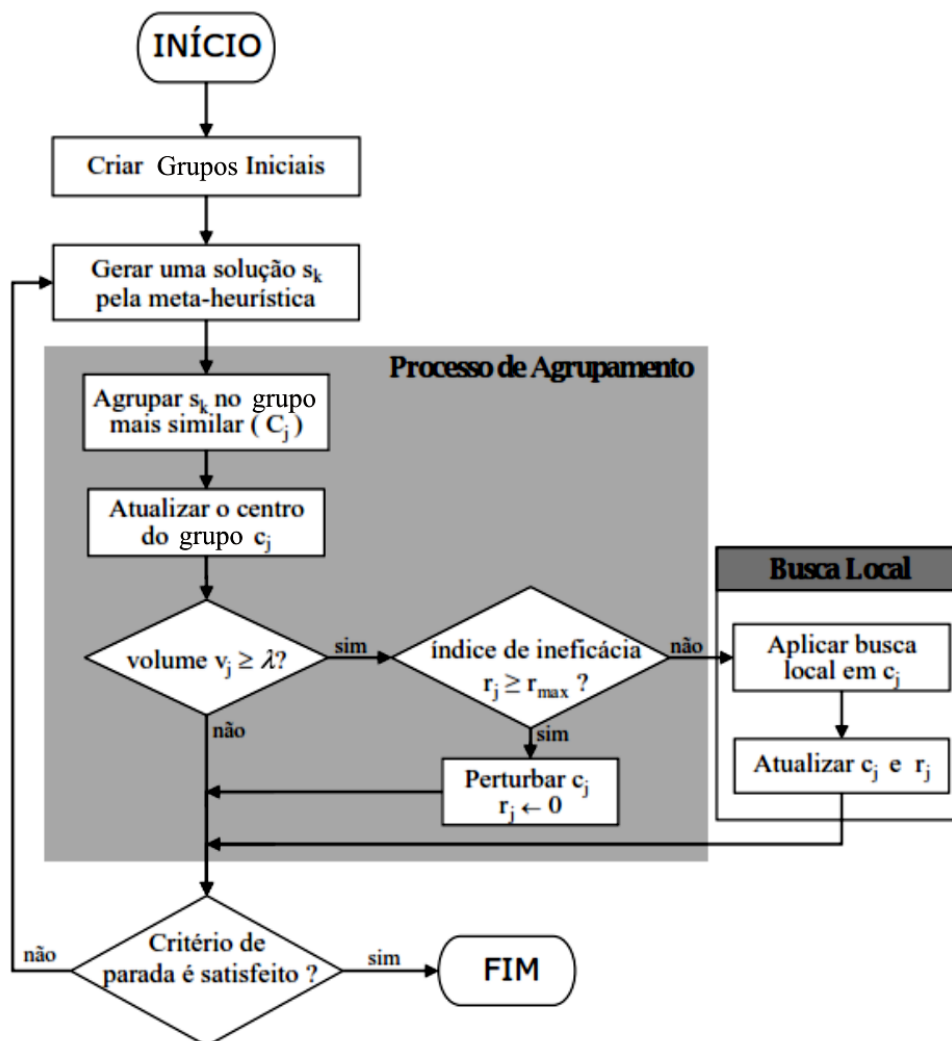 INÍCIO
Criar Grupos Iniciais
Gerar uma solução sk
pela meta-heurística
Processo de Agrupamento
Agrupar sk no grupo
mais similar ( Cj )
Atualizar o centro
do grupo cj
volume vj ≥ λ?
sim
índice de ineficácia
rj ≥ rmax ?
não
Busca Local
Aplicar busca
local em cj
não
sim
Perturbar cj
rj ← 0
Atualizar cj e rj
não
Critério de
parada é satisfeito ?
sim
FIM